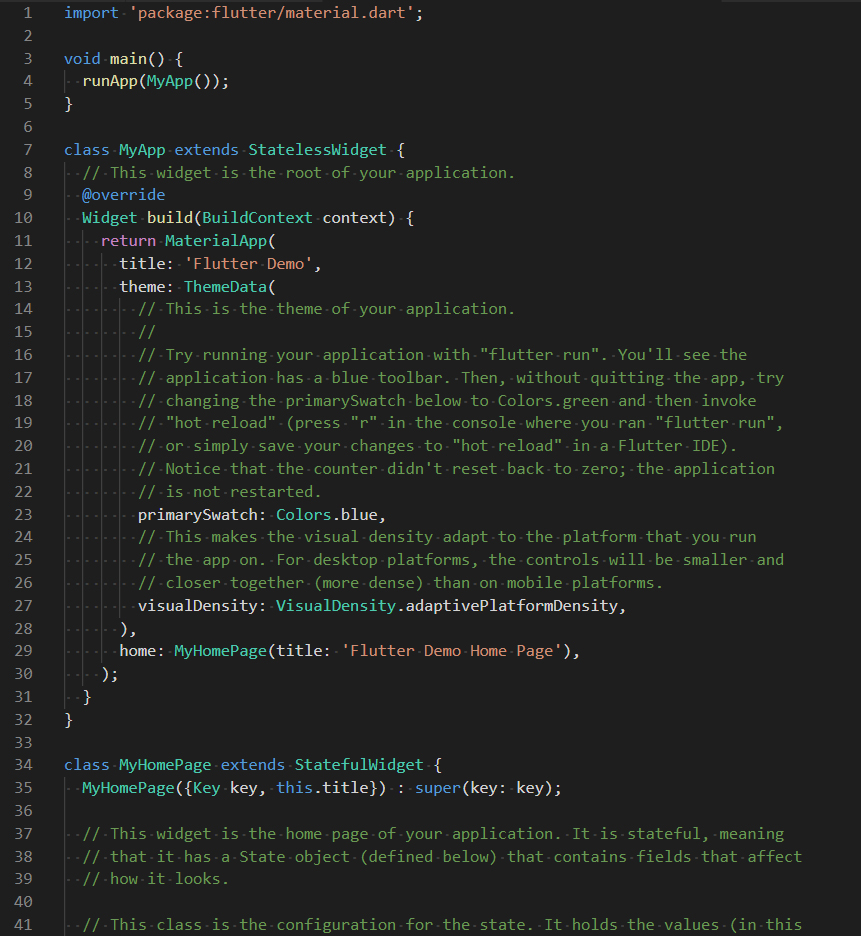 1 import 'package:flutter/material.dart';
2
3 void main() {
4   runApp(MyApp());
5 }
6
7 class MyApp extends StatelessWidget {
8   // This widget is the root of your application.
9   @override
10   Widget build(BuildContext context) {
11     return MaterialApp(
12       title: 'Flutter Demo',
13       theme: ThemeData(
14         // This is the theme of your application.
15         //
16         // Try running your application with "flutter run". You'll see the
17         // application has a blue toolbar. Then, without quitting the app, try
18         // changing the primarySwatch below to Colors.green and then invoke
19         // "hot reload" (press "r" in the console where you ran "flutter run",
20         // or simply save your changes to "hot reload" in a Flutter IDE).
21         // Notice that the counter didn't reset back to zero; the application
22         // is not restarted.
23         primarySwatch: Colors.blue,
24         // This makes the visual density adapt to the platform that you run
25         // the app on. For desktop platforms, the controls will be smaller and
26         // closer together (more dense) than on mobile platforms.
27         visualDensity: VisualDensity.adaptivePlatformDensity,
28       ),
29       home: MyHomePage(title: 'Flutter Demo Home Page'),
30     );
31   }
32 }
33
34 class MyHomePage extends StatefulWidget {
35   MyHomePage({Key key, this.title}) : super(key: key);
36
37   // This widget is the home page of your application. It is stateful, meaning
38   // that it has a State object (defined below) that contains fields that affect
39   // how it looks.
40
41   // This class is the configuration for the state. It holds the values (in this